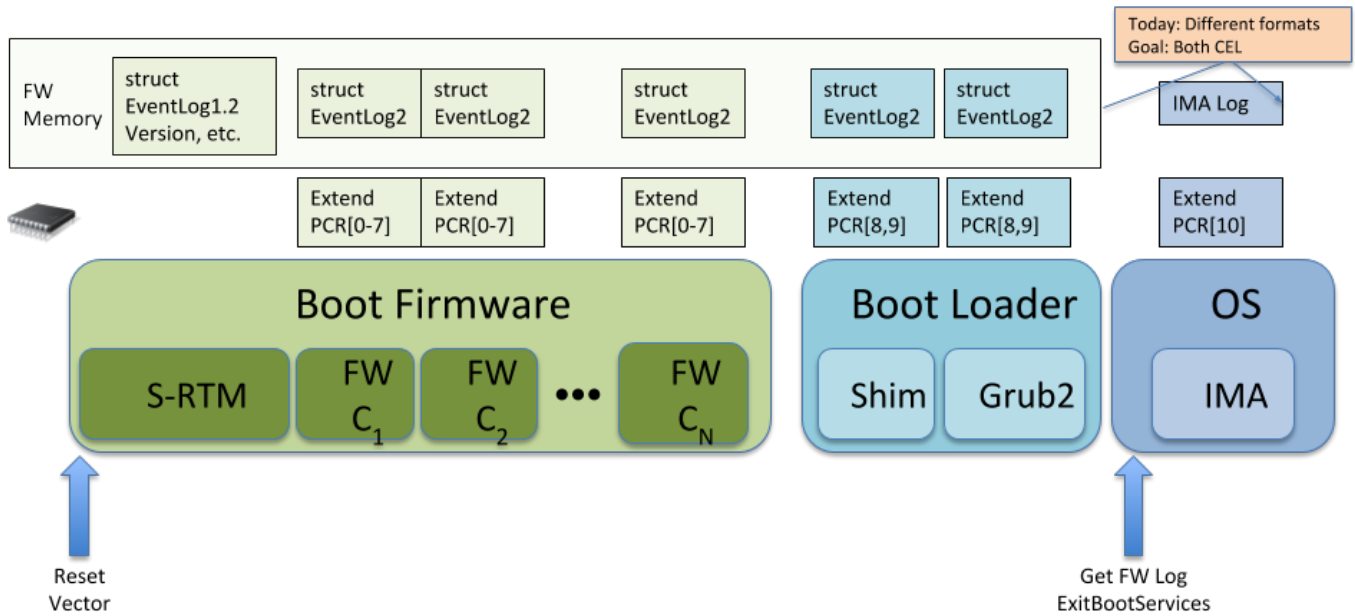 Today: Different formats
Goal: Both CEL
FW
Memory
struct
EventLog1.2
Version, etc.
struct
EventLog2
struct
EventLog2
struct
EventLog2
struct
EventLog2
struct
EventLog2
IMA Log
Extend
PCR[0-7]
Extend
PCR[0-7]
Extend
PCR[0-7]
Extend
PCR[8,9]
Extend
PCR[8,9]
Extend
PCR[10]
Boot Firmware
S-RTM
FW
C1
FW
C2
•••
FW
CN
Boot Loader
Shim
Grub2
OS
IMA
Reset
Vector
Get FW Log
ExitBootServices